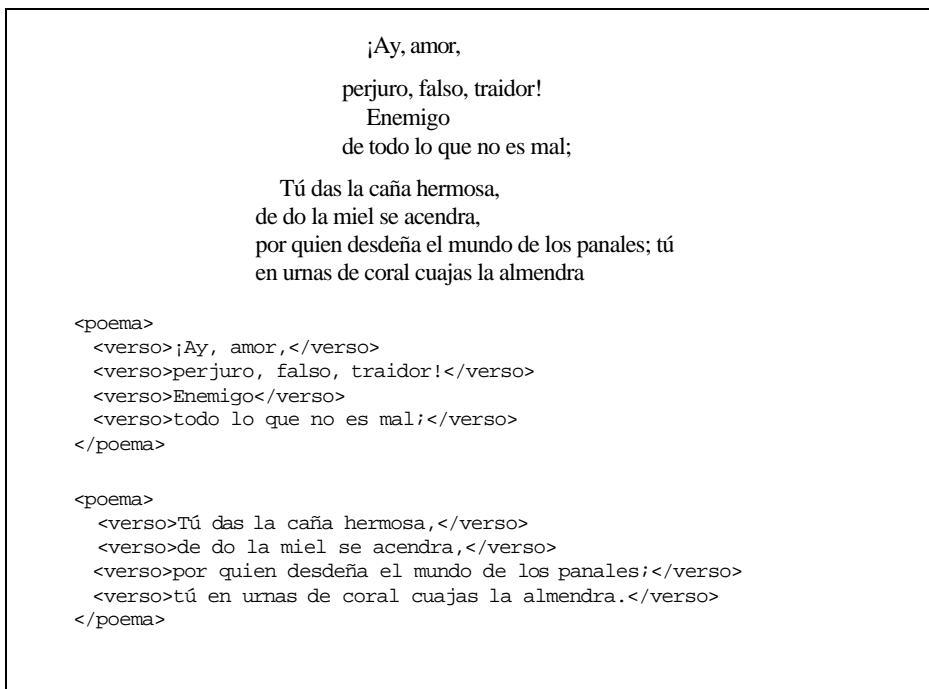 ¡Ay, amor,
perjuro, falso, traidor!
Enemigo
de todo lo que no es mal;
Tú das la caña hermosa,
de do la miel se acendra,
por quien desdeña el mundo de los panales; tú
en urnas de coral cuajas la almendra
<poema>
<verso>¡Ay, amor,</verso>
<verso>perjuro, falso, traidor!</verso>
<verso>Enemigo</verso>
<verso>todo lo que no es mal;</verso>
</poema>
<poema>
<verso>Tú das la caña hermosa,</verso>
<verso>de do la miel se acendra,</verso>
<verso>por quien desdeña el mundo de los panales;</verso>
<verso>tú en urnas de coral cuajas la almendra.</verso>
</poema>